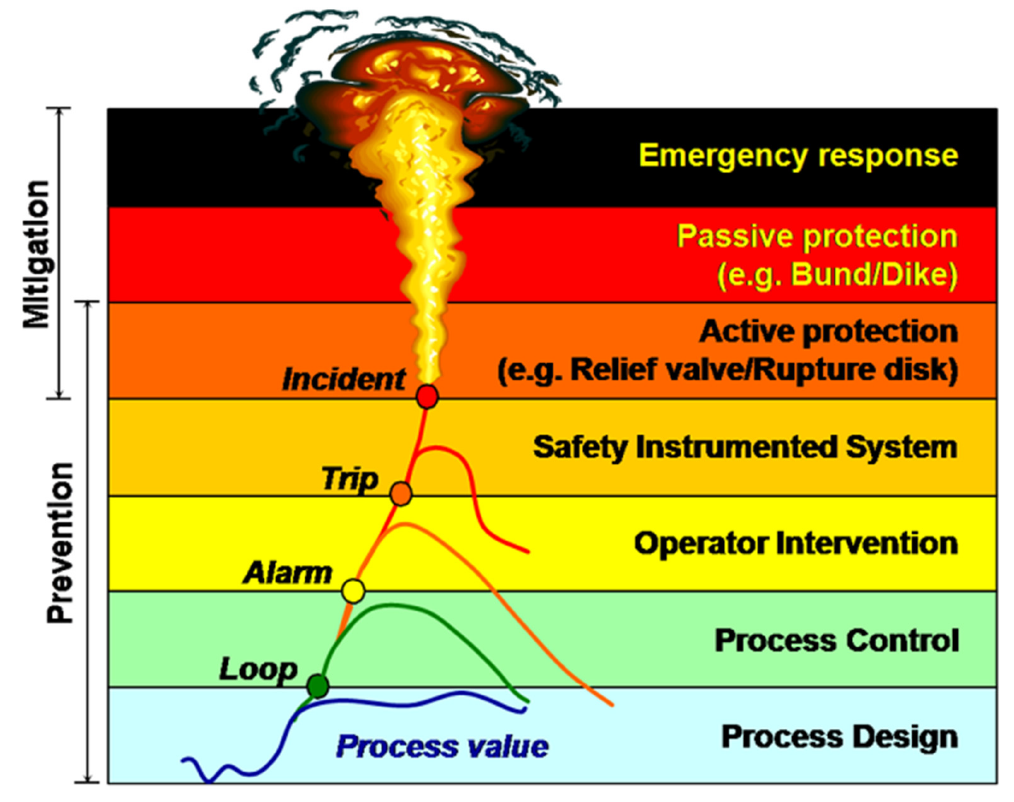 Emergency response
Passive protection
(e.g. Bund/Dike)
Active protection
(e.g. Relief valve/Rupture disk)
Incident
Safety Instrumented System
Trip
Operator Intervention
Alarm
Process Control
Loop
Process Design
Process value
Mitigation
Prevention